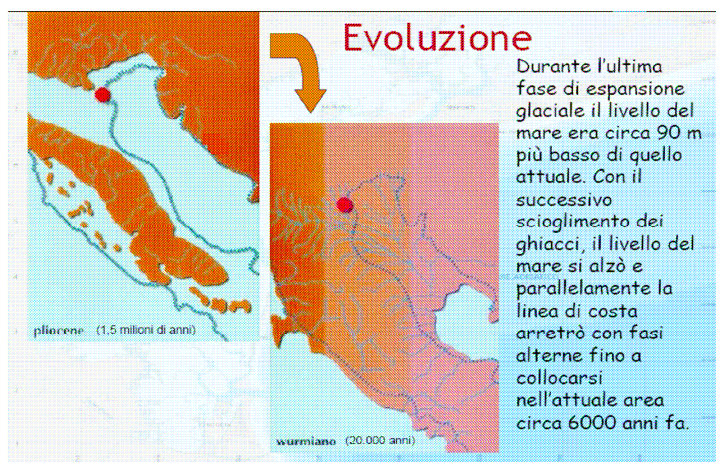 Evoluzione
Durante l'ultima
fase di espansione
glaciale il livello del
mare era circa 90 m
più basso di quello
attuale. Con il
successivo
scioglimento dei
ghiacci, il livello del
mare si alzò e
parallelamente la
linea di costa
arretrò con fasi
alterne fino a
collocarsi
nell'attuale area
circa 6000 anni fa.
pliocene (1,5 milioni di anni)
wurmiano (20.000 anni)